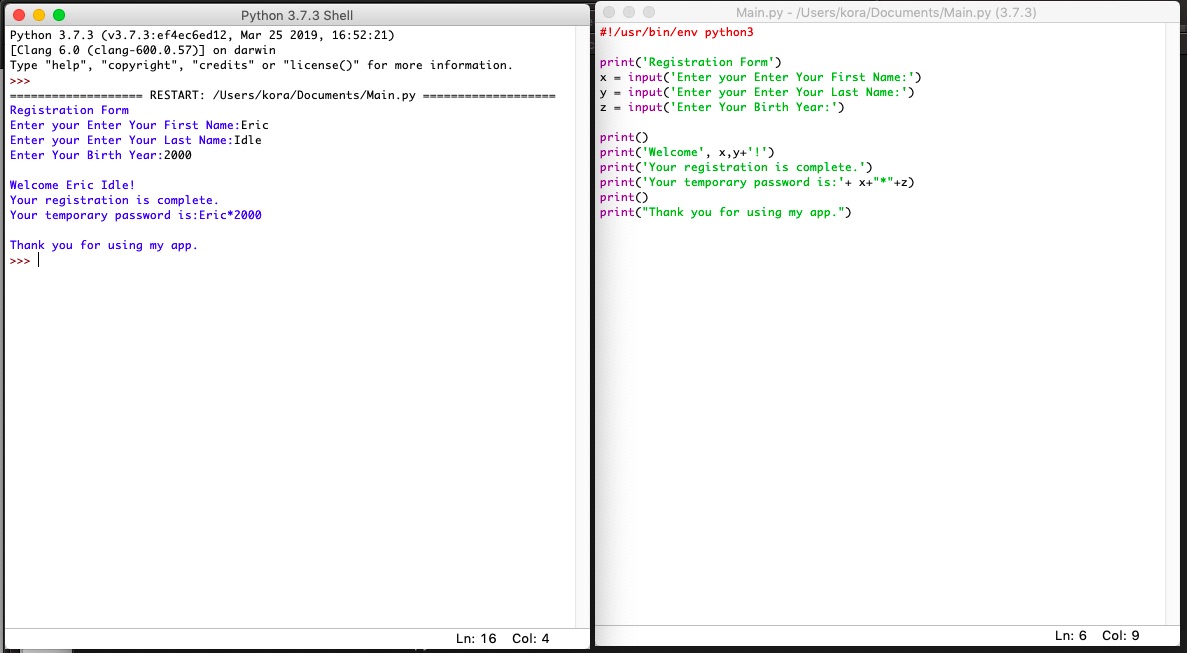 Python 3.7.3 Shell
Python 3.7.3 (v3.7.3:ef4ec6ed12, Mar 25 2019, 16:52:21)
[Clang 6.0 (clang-600.0.57)] on darwin
Type "help", "copyright", "credits" or "license()" for more information.
>>>
=================== RESTART: /Users/kora/Documents/Main.py ===================
Registration Form
Enter your Enter Your First Name:Eric
Enter your Enter Your Last Name:Idle
Enter Your Birth Year:2000
Welcome Eric Idle!
Your registration is complete.
Your temporary password is:Eric*2000
Thank you for using my app.
>>>
Ln: 16 Col: 4
Main.py - /Users/kora/Documents/Main.py (3.7.3)
#!/usr/bin/env python3
print('Registration Form')
x = input('Enter your Enter Your First Name:')
y = input('Enter your Enter Your Last Name:')
z = input('Enter Your Birth Year:')
print()
print('Welcome', x,y+'!')
print('Your registration is complete.')
print('Your temporary password is:'+ x+"*"+z)
print()
print("Thank you for using my app.")
Ln: 6 Col: 9